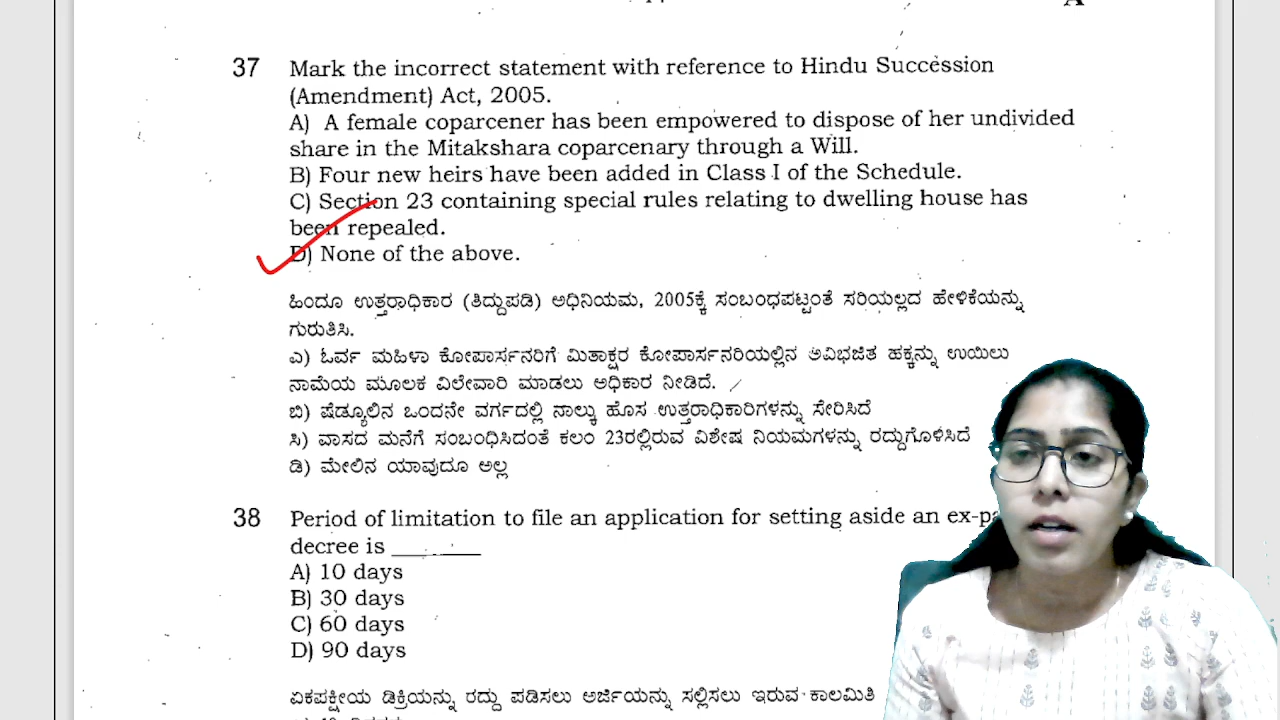 A
37 Mark the incorrect statement with reference to Hindu Succession
(Amendment) Act, 2005.
A) A female coparcener has been empowered to dispose of her undivided
share in the Mitakshara coparcenary through a Will.
B) Four new heirs have been added in Class I of the Schedule.
C) Section 23 containing special rules relating to dwelling house has
been repealed.
D) None of the above.
ಹಿಂದೂ ಉತ್ತರಾಧಿಕಾರ (ತಿದ್ದುಪಡಿ) ಅಧಿನಿಯಮ, 2005ಕ್ಕೆ ಸಂಬಂಧಪಟ್ಟಂತೆ ಸರಿಯಲ್ಲದ ಹೇಳಿಕೆಯನ್ನು
ಗುರುತಿಸಿ.
ಎ) ಓರ್ವ ಮಹಿಳಾ ಕೋಪಾರ್ಸನರಿಗೆ ಮಿತಾಕ್ಷರ ಕೋಪಾರ್ಸನರಿಯಲ್ಲಿನ ಅವಿಭಜಿತ ಹಕ್ಕನ್ನು ಉಯಿಲು
ನಾಮೆಯ ಮೂಲಕ ವಿಲೇವಾರಿ ಮಾಡಲು ಅಧಿಕಾರ ನೀಡಿದೆ.
ಬಿ) ಷೆಡ್ಯೂಲಿನ ಒಂದನೇ ವರ್ಗದಲ್ಲಿ ನಾಲ್ಕು ಹೊಸ ಉತ್ತರಾಧಿಕಾರಿಗಳನ್ನು ಸೇರಿಸಿದೆ
ಸಿ) ವಾಸದ ಮನೆಗೆ ಸಂಬಂಧಿಸಿದಂತೆ ಕಲಂ 23ರಲ್ಲಿರುವ ವಿಶೇಷ ನಿಯಮಗಳನ್ನು ರದ್ದುಗೊಳಿಸಿದೆ
ಡಿ) ಮೇಲಿನ ಯಾವುದೂ ಅಲ್ಲ
38 Period of limitation to file an application for setting aside an
decree is ________
A) 10 days
B) 30 days
C) 60 days
D) 90 days
ಏಕಪಕ್ಷೀಯ ಡಿಕ್ರಿಯನ್ನು ರದ್ದು ಪಡಿಸಲು ಅರ್ಜಿಯನ್ನು ಸಲ್ಲಿಸಲು ಇರುವ ಕಾಲಮಿತಿ